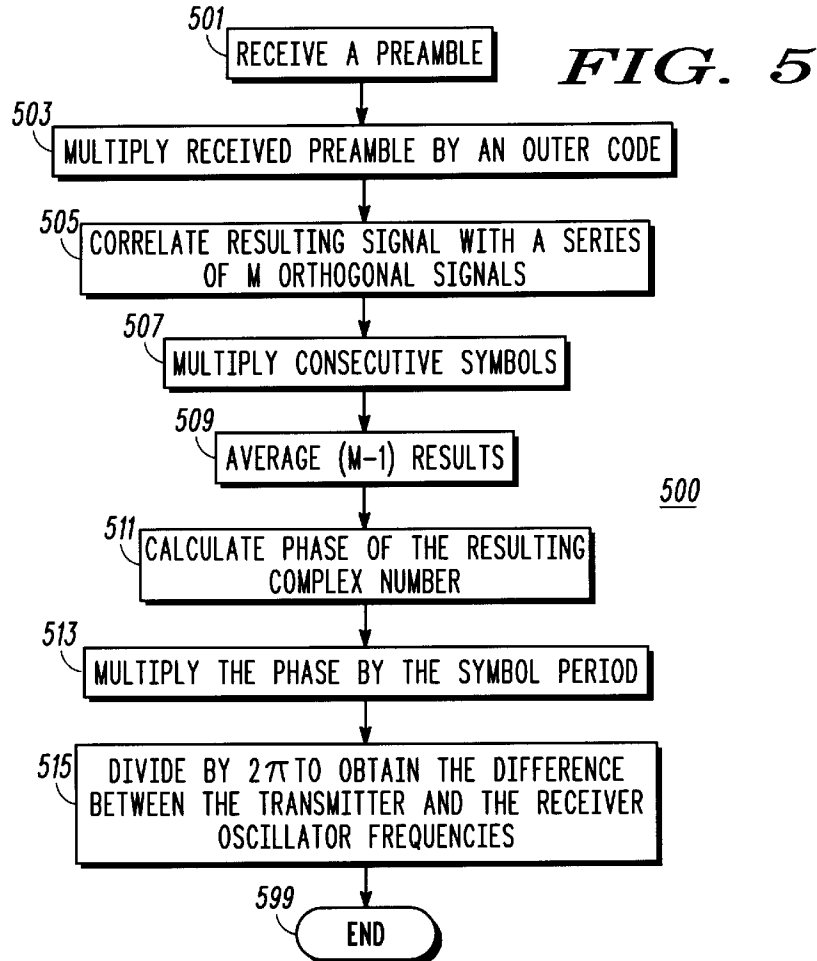 501
RECEIVE A PREAMBLE
FIG. 5
503
MULTIPLY RECEIVED PREAMBLE BY AN OUTER CODE
505
CORRELATE RESULTING SIGNAL WITH A SERIES
OF M ORTHOGONAL SIGNALS
507
MULTIPLY CONSECUTIVE SYMBOLS
509
AVERAGE (M-1) RESULTS
500
511
CALCULATE PHASE OF THE RESULTING
COMPLEX NUMBER
513
MULTIPLY THE PHASE BY THE SYMBOL PERIOD
515
DIVIDE BY 2π TO OBTAIN THE DIFFERENCE
BETWEEN THE TRANSMITTER AND THE RECEIVER
OSCILLATOR FREQUENCIES
599
END